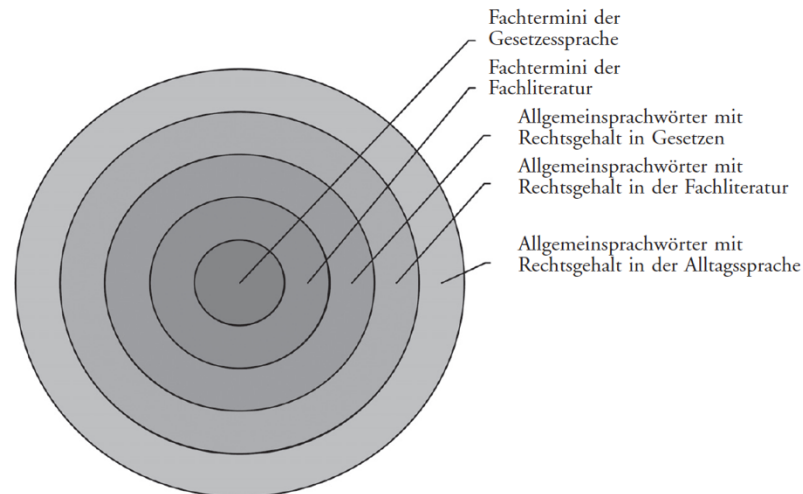 Fachtermini der
Gesetzessprache
Fachtermini der
Fachliteratur
Allgemeinsprachwörter mit
Rechtsgehalt in Gesetzen
Allgemeinsprachwörter mit
Rechtsgehalt in der Fachliteratur
Allgemeinsprachwörter mit
Rechtsgehalt in der Alltagssprache